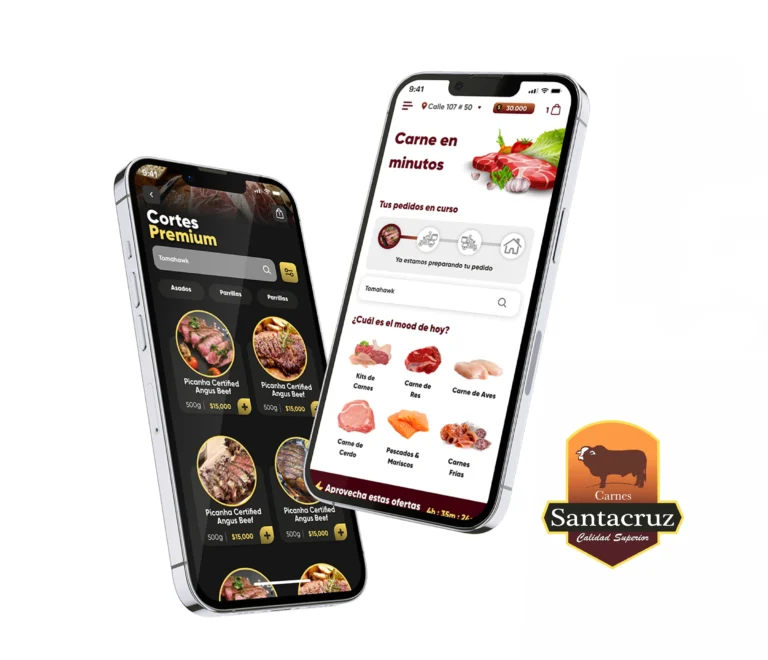 9:41
Cortes
Premium
Tomahawk
Asados
Parrilles
Parrilles
Picanha Certified
Angus Beef
500g
$15,000
+
Picanha Certified
Angus Beef
500g
$15,000
Picanha Certified
Angus Beef
500g
$15,000
+
Picanha Certified
Angus Beef
500g
$15,000
+
9:41
Calle 107 # 50
$ 30.000
1
Carne en
minutos
Tus pedidos en curso
Ya estamos preparando tu pedido
Tomahawk
¿Cuál es el mood de hoy?
Kits de
Carnes
Carne de
Res
Carne de Aves
Carne de
Cerdo
Pescados &
Mariscos
Carnes
Frias
Aprovecha estas ofertas
4h : 35m : 24
Carnes
Santacruz
Calidad Superior